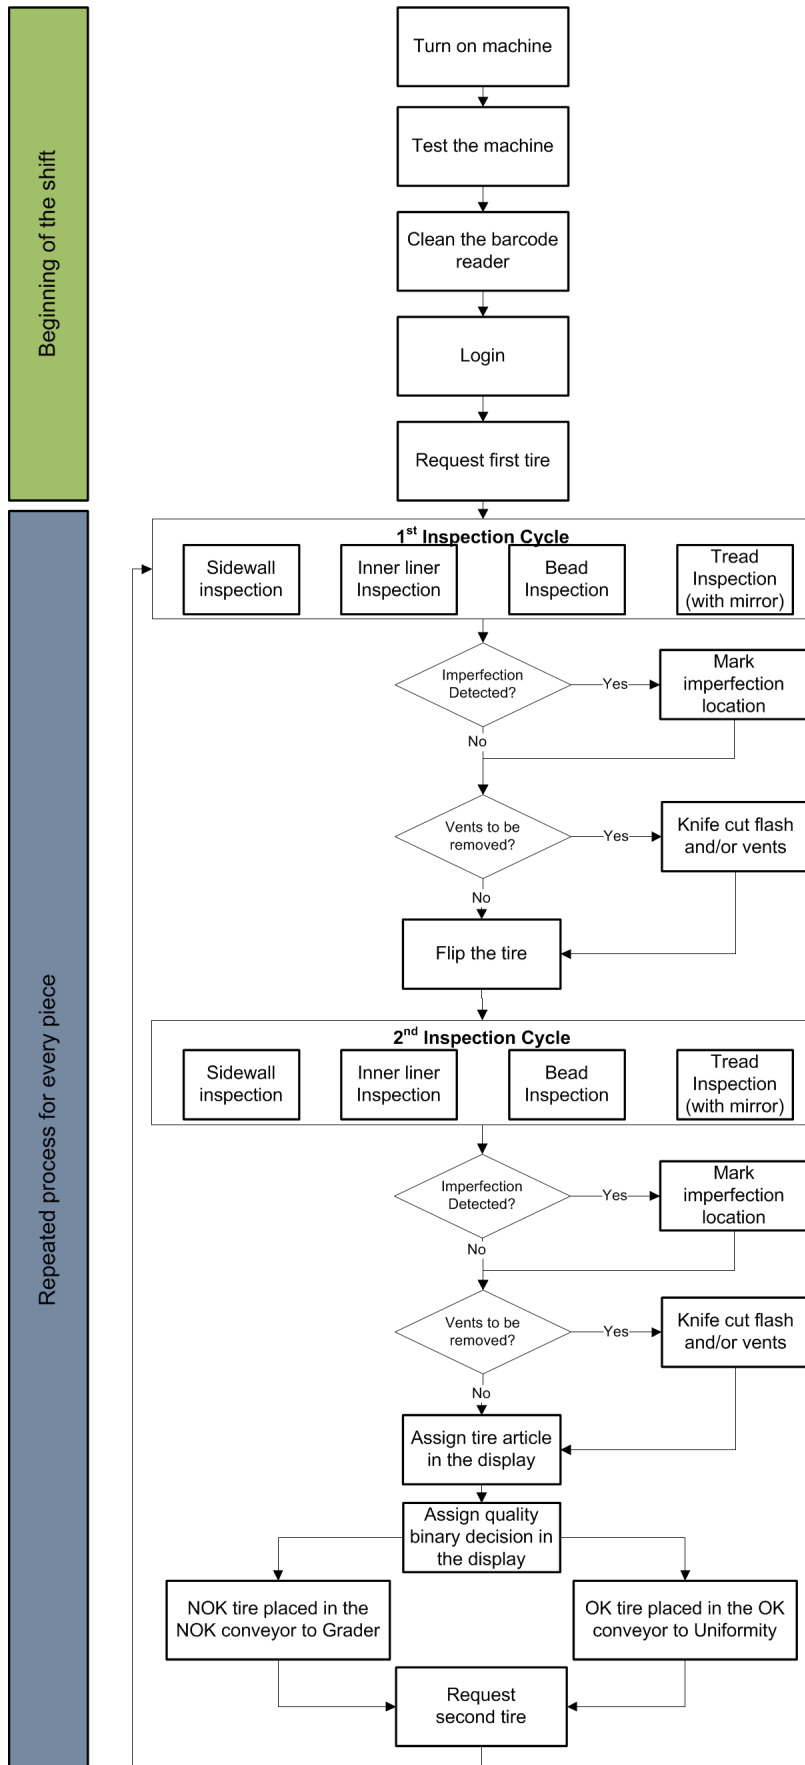 Beginning of the shift
Turn on machine
Test the machine
Clean the barcode
reader
Login
Request first tire
Repeated process for every piece
1st Inspection Cycle
Sidewall
inspection
Inner liner
Inspection
Bead
Inspection
Tread
Inspection
(with mirror)
Imperfection
Detected?
Yes
Mark
imperfection
location
No
Vents to be
removed?
Yes
Knife cut flash
and/or vents
No
Flip the tire
2nd Inspection Cycle
Sidewall
inspection
Inner liner
Inspection
Bead
Inspection
Tread
Inspection
(with mirror)
Imperfection
Detected?
Yes
Mark
imperfection
location
No
Vents to be
removed?
Yes
Knife cut flash
and/or vents
No
Assign tire article
in the display
Assign quality
binary decision in
the display
NOK tire placed in the
NOK conveyor to Grader
OK tire placed in the OK
conveyor to Uniformity
Request
second tire